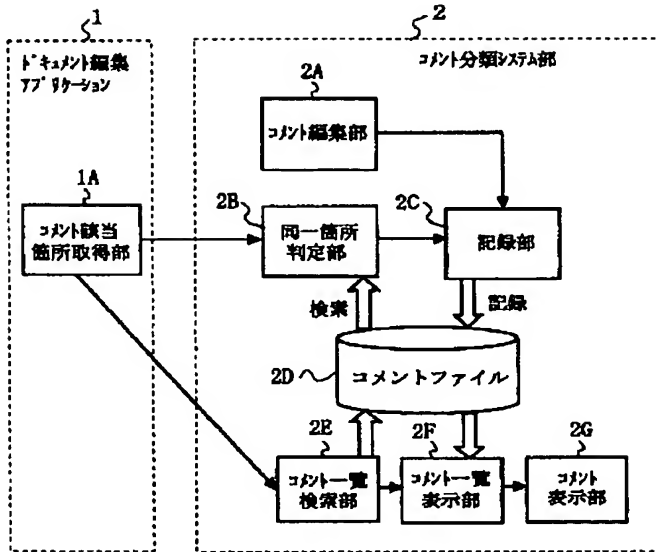 1
2
ﾄﾞｷｭﾒﾝﾄ編集
ｱﾌﾟﾘｹｰｼｮﾝ
ｺﾒﾝﾄ分類ｼｽﾃﾑ部
2A
ｺﾒﾝﾄ編集部
1A
ｺﾒﾝﾄ該当
箇所取得部
2B
同一箇所
判定部
2C
記録部
検索
記録
2D
コメントファイル
2E
ｺﾒﾝﾄ一覧
検索部
2F
ｺﾒﾝﾄ一覧
表示部
2G
ｺﾒﾝﾄ
表示部